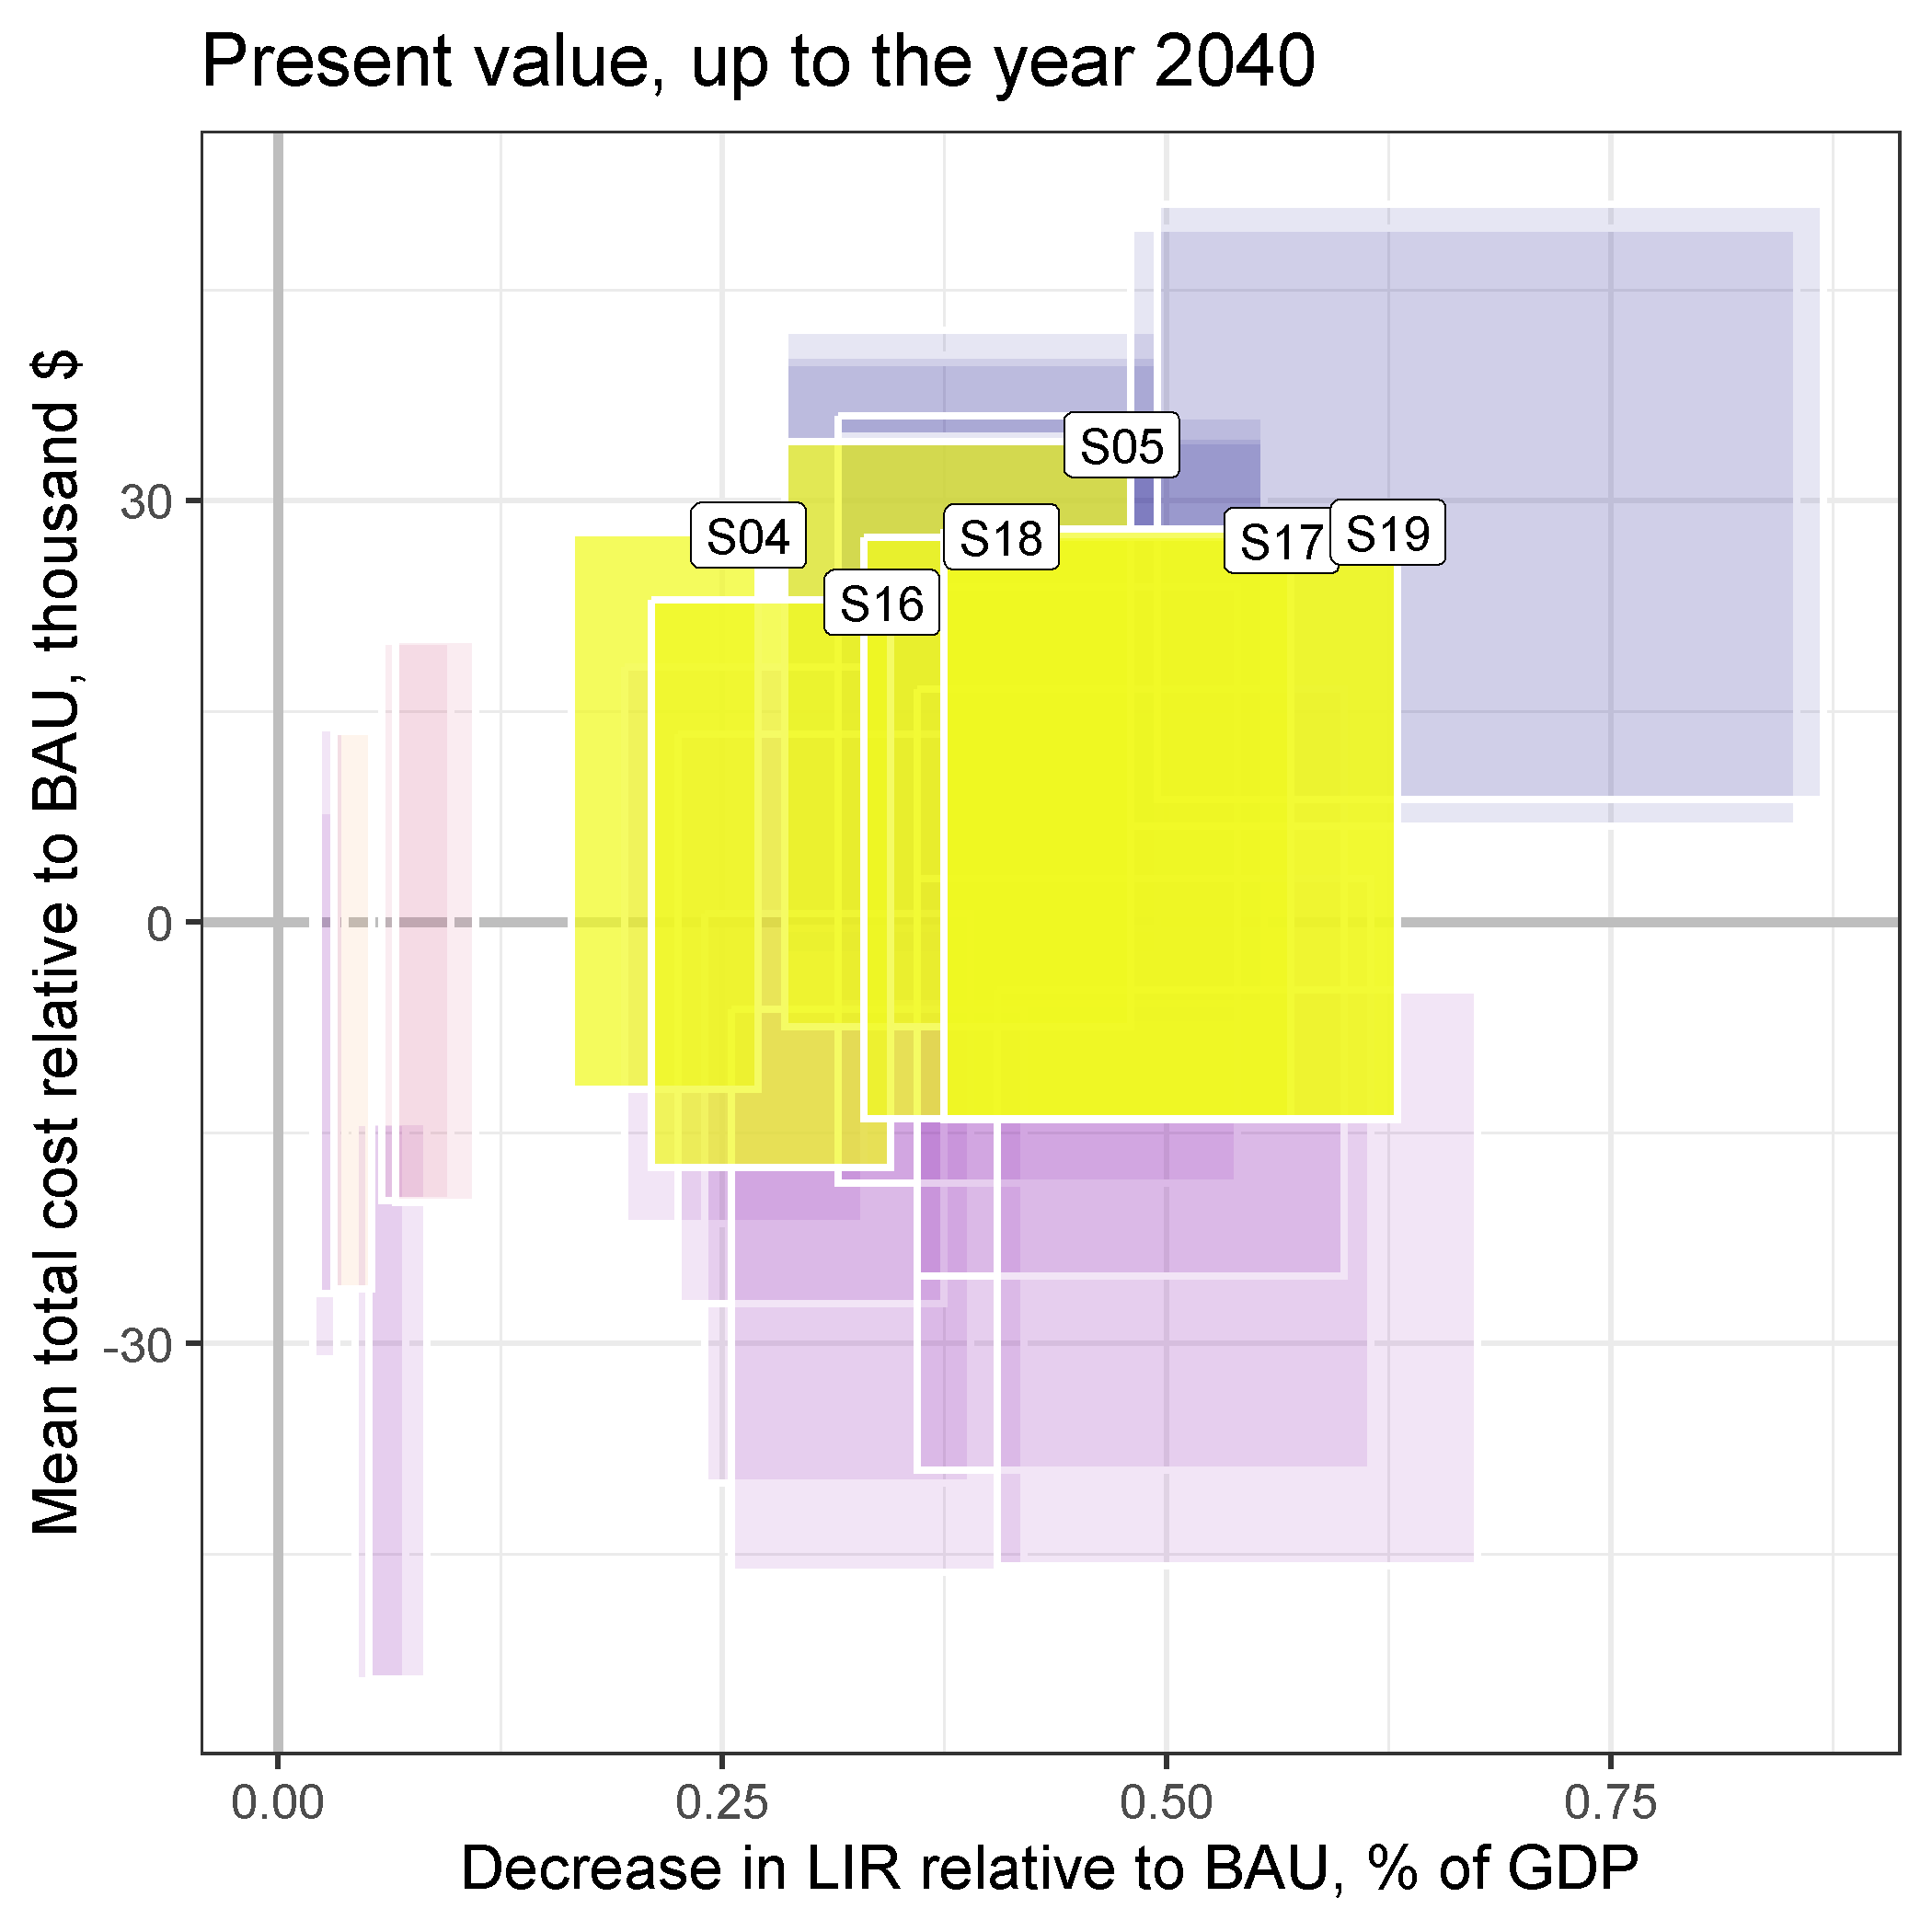 Present value, up to the year 2040
Mean total cost relative to BAU, thousand $
30
0
-30
S05
S04
S18
S17
S19
S16
0.00
0.25
0.50
0.75
Decrease in LIR relative to BAU, % of GDP